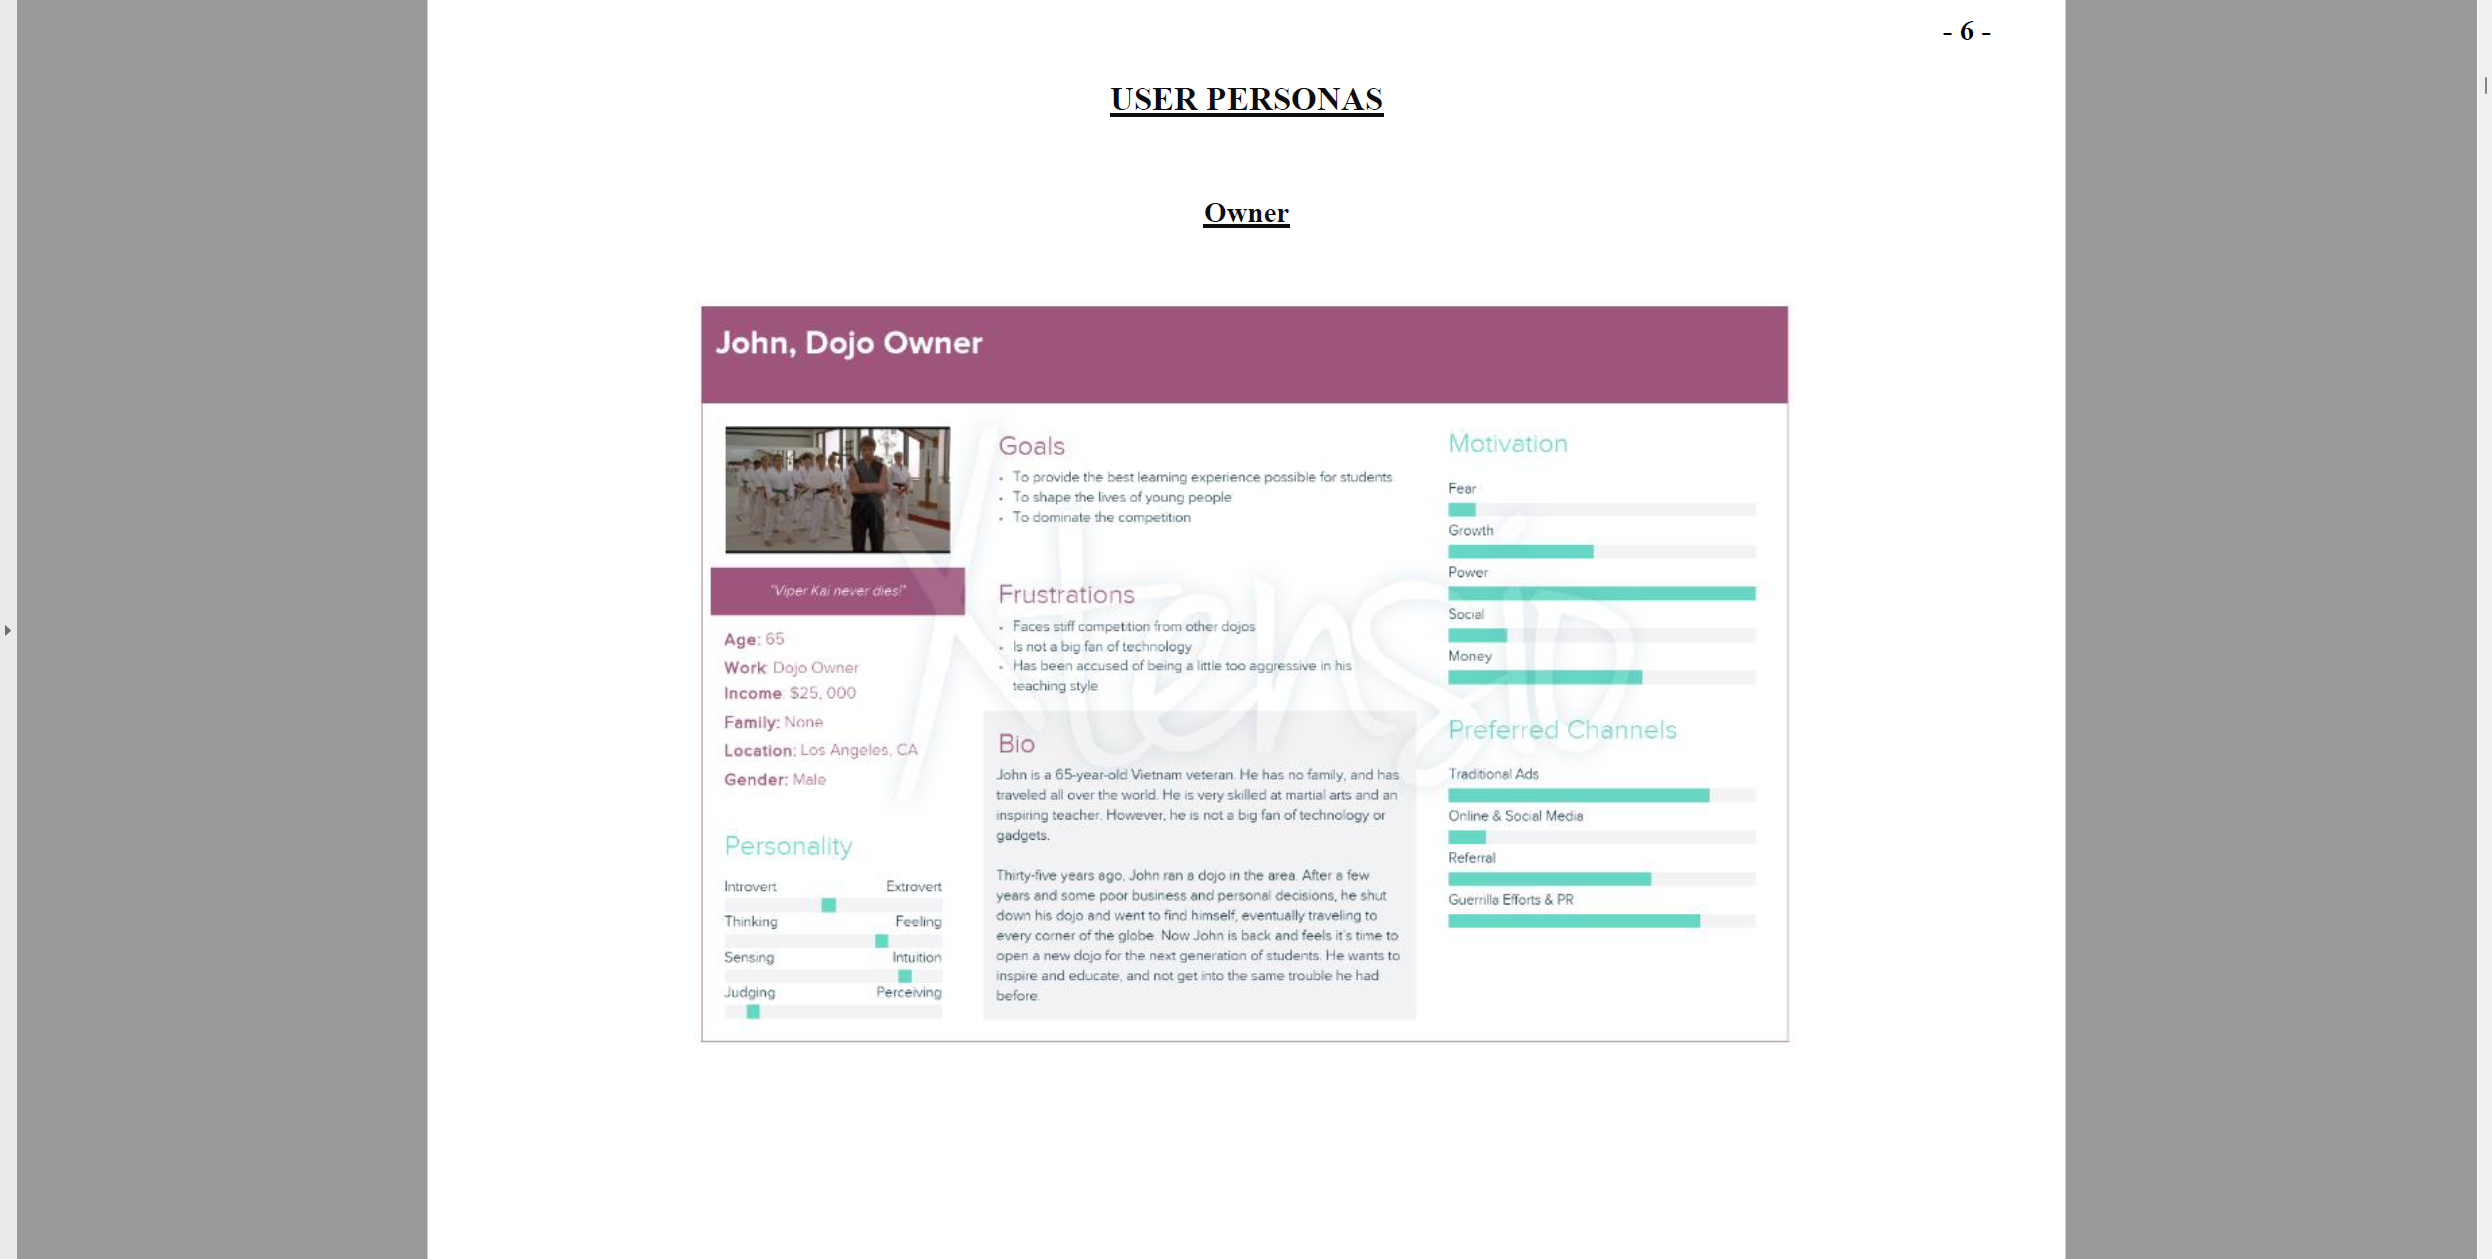 - 6 -
USER PERSONAS
Owner
John, Dojo Owner
"Viper Kai never dies!"
Age: 65
Work: Dojo Owner
Income: $25, 000
Family: None
Location: Los Angeles, CA
Gender: Male
Personality
Introvert Extrovert
Thinking Feeling
Sensing Intuition
Judging Perceiving
Goals
• To provide the best learning experience possible for students.
• To shape the lives of young people
• To dominate the competition
Frustrations
• Faces stiff competition from other dojos
• Is not a big fan of technology
• Has been accused of being a little too aggressive in his
teaching style
Bio
John is a 65-year-old Vietnam veteran. He has no family, and has
traveled all over the world. He is very skilled at martial arts and an
inspiring teacher. However, he is not a big fan of technology or
gadgets.
Thirty-five years ago, John ran a dojo in the area. After a few
years and some poor business and personal decisions, he shut
down his dojo and went to find himself, eventually traveling to
every corner of the globe. Now John is back and feels it's time to
open a new dojo for the next generation of students. He wants to
inspire and educate, and not get into the same trouble he had
before.
Motivation
Fear
Growth
Power
Social
Money
Preferred Channels
Traditional Ads
Online & Social Media
Referral
Guerrilla Efforts & PR
Xtensio